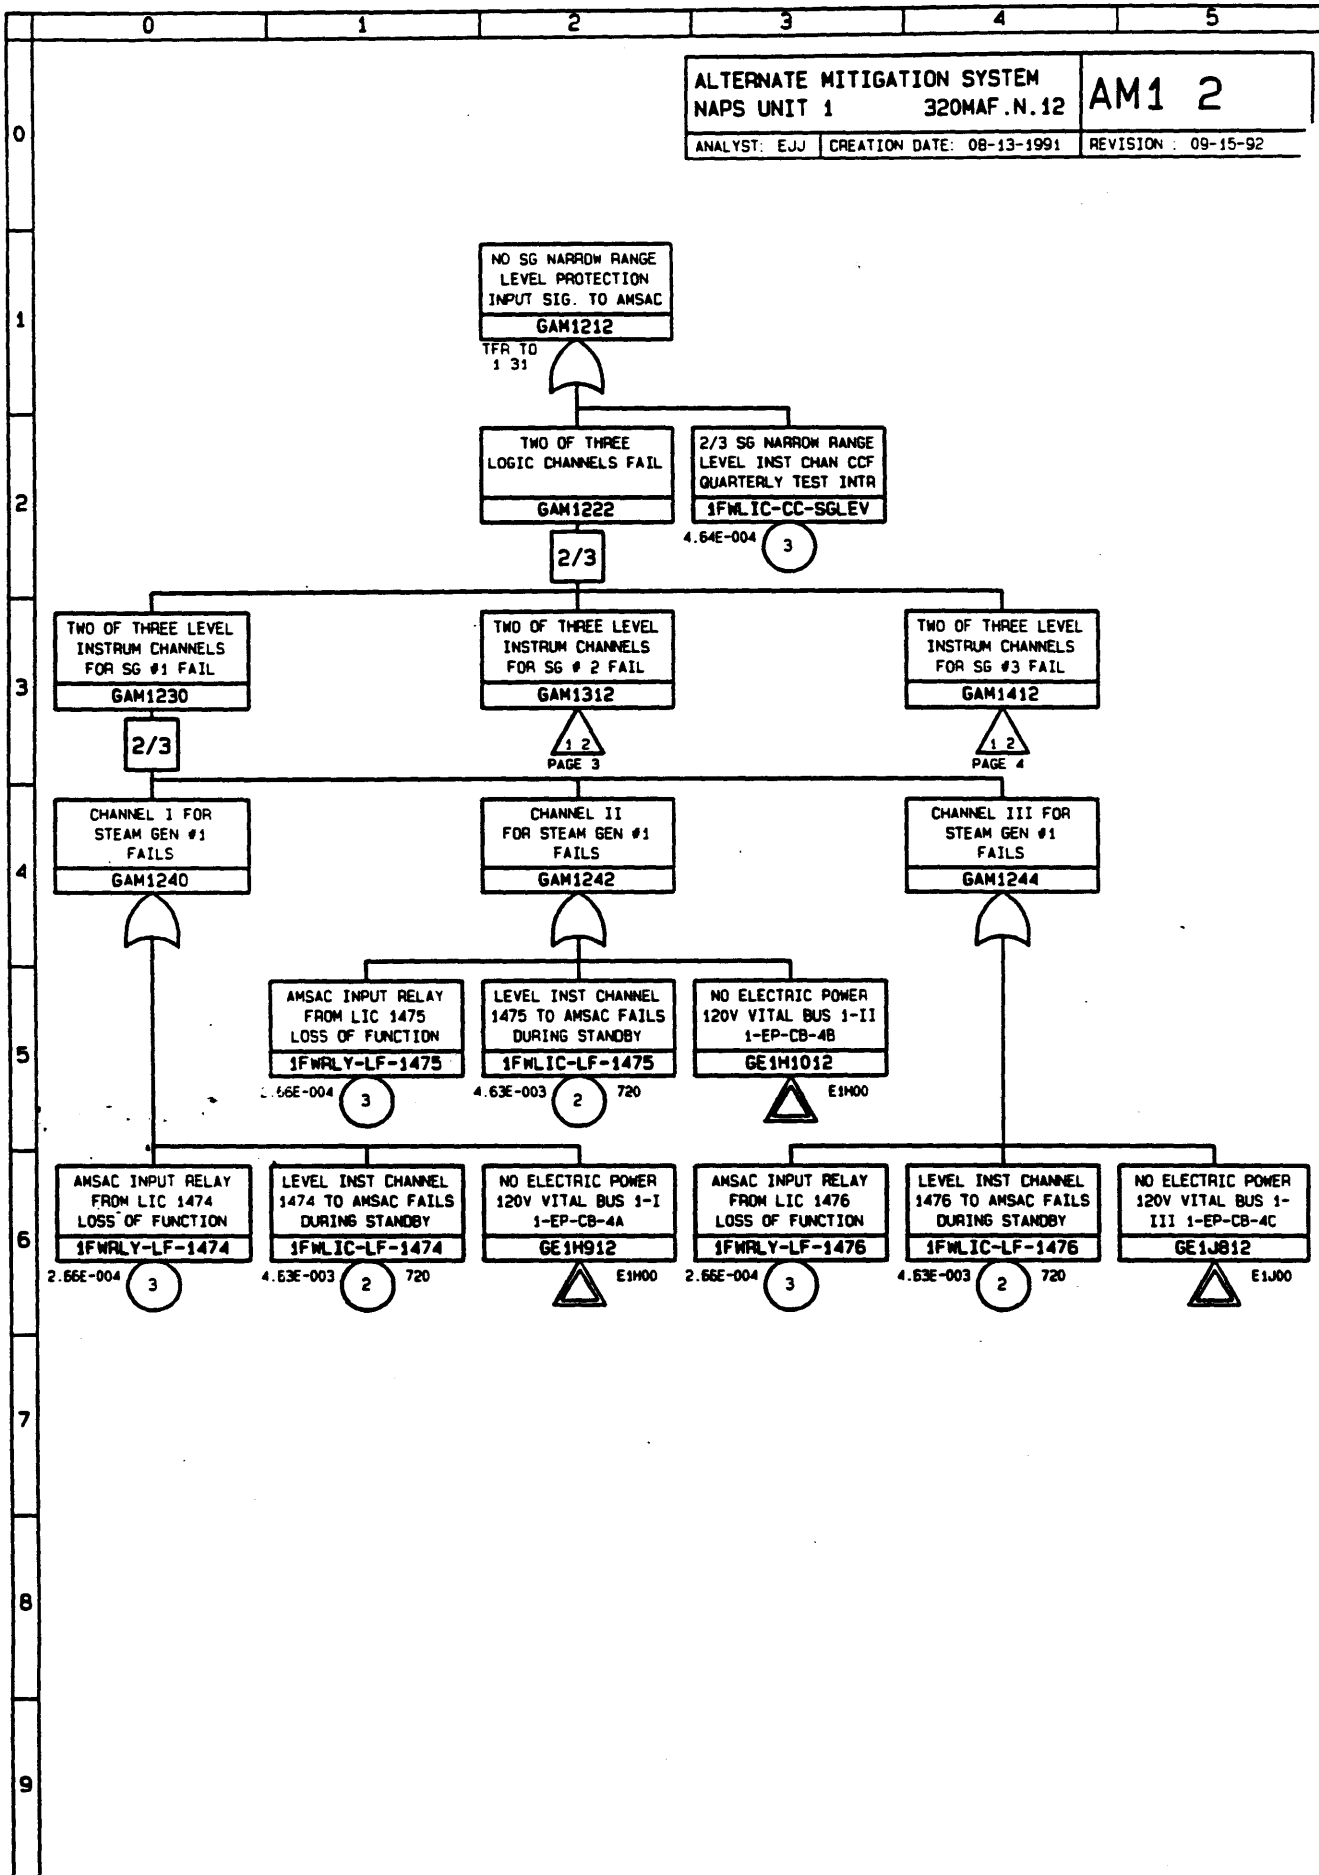 0 1 2 3 4 5
ALTERNATE MITIGATION SYSTEM
NAPS UNIT 1 320MAF.N.12
AM1 2
ANALYST: EJJ CREATION DATE: 08-13-1991 REVISION : 09-15-92
0
NO SG NARROW RANGE
LEVEL PROTECTION
INPUT SIG. TO AMSAC
GAM1212
TFR TO
1 31
1
TWO OF THREE
LOGIC CHANNELS FAIL
GAM1222
2/3
2/3 SG NARROW RANGE
LEVEL INST CHAN CCF
QUARTERLY TEST INTR
1FWLIC-CC-SGLEV
4.64E-004 3
2
TWO OF THREE LEVEL
INSTRUM CHANNELS
FOR SG #1 FAIL
GAM1230
2/3
TWO OF THREE LEVEL
INSTRUM CHANNELS
FOR SG # 2 FAIL
GAM1312
1 2
PAGE 3
TWO OF THREE LEVEL
INSTRUM CHANNELS
FOR SG #3 FAIL
GAM1412
1 2
PAGE 4
3
CHANNEL I FOR
STEAM GEN #1
FAILS
GAM1240
CHANNEL II
FOR STEAM GEN #1
FAILS
GAM1242
CHANNEL III FOR
STEAM GEN #1
FAILS
GAM1244
4
AMSAC INPUT RELAY
FROM LIC 1475
LOSS OF FUNCTION
1FWRLY-LF-1475
.66E-004 3
LEVEL INST CHANNEL
1475 TO AMSAC FAILS
DURING STANDBY
1FWLIC-LF-1475
4.63E-003 2 720
NO ELECTRIC POWER
120V VITAL BUS 1-II
1-EP-CB-4B
GE1H1012
E1H00
5
AMSAC INPUT RELAY
FROM LIC 1474
LOSS OF FUNCTION
1FWRLY-LF-1474
2.66E-004 3
LEVEL INST CHANNEL
1474 TO AMSAC FAILS
DURING STANDBY
1FWLIC-LF-1474
4.63E-003 2 720
NO ELECTRIC POWER
120V VITAL BUS 1-I
1-EP-CB-4A
GE1H912
E1H00
AMSAC INPUT RELAY
FROM LIC 1476
LOSS OF FUNCTION
1FWRLY-LF-1476
2.66E-004 3
LEVEL INST CHANNEL
1476 TO AMSAC FAILS
DURING STANDBY
1FWLIC-LF-1476
4.63E-003 2 720
NO ELECTRIC POWER
120V VITAL BUS 1-
III 1-EP-CB-4C
GE1J812
E1J00
6
7
8
9